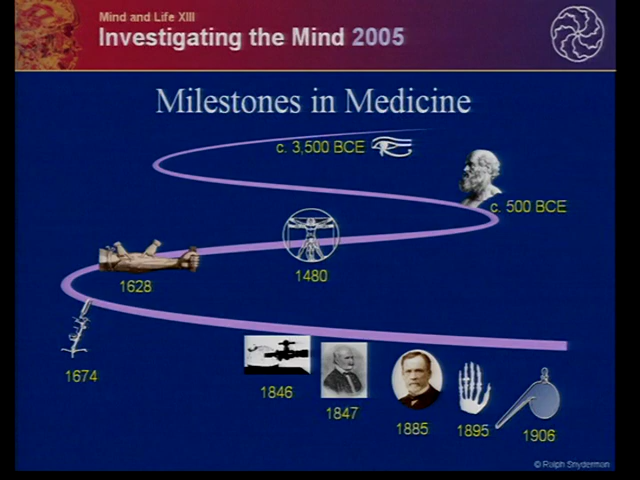 Mind and Life XIII
Investigating the Mind 2005
Milestones in Medicine
c. 3,500 BCE
c. 500 BCE
1480
1628
1674
1846
1847
1885
1895
1906
© Ralph Snyderman